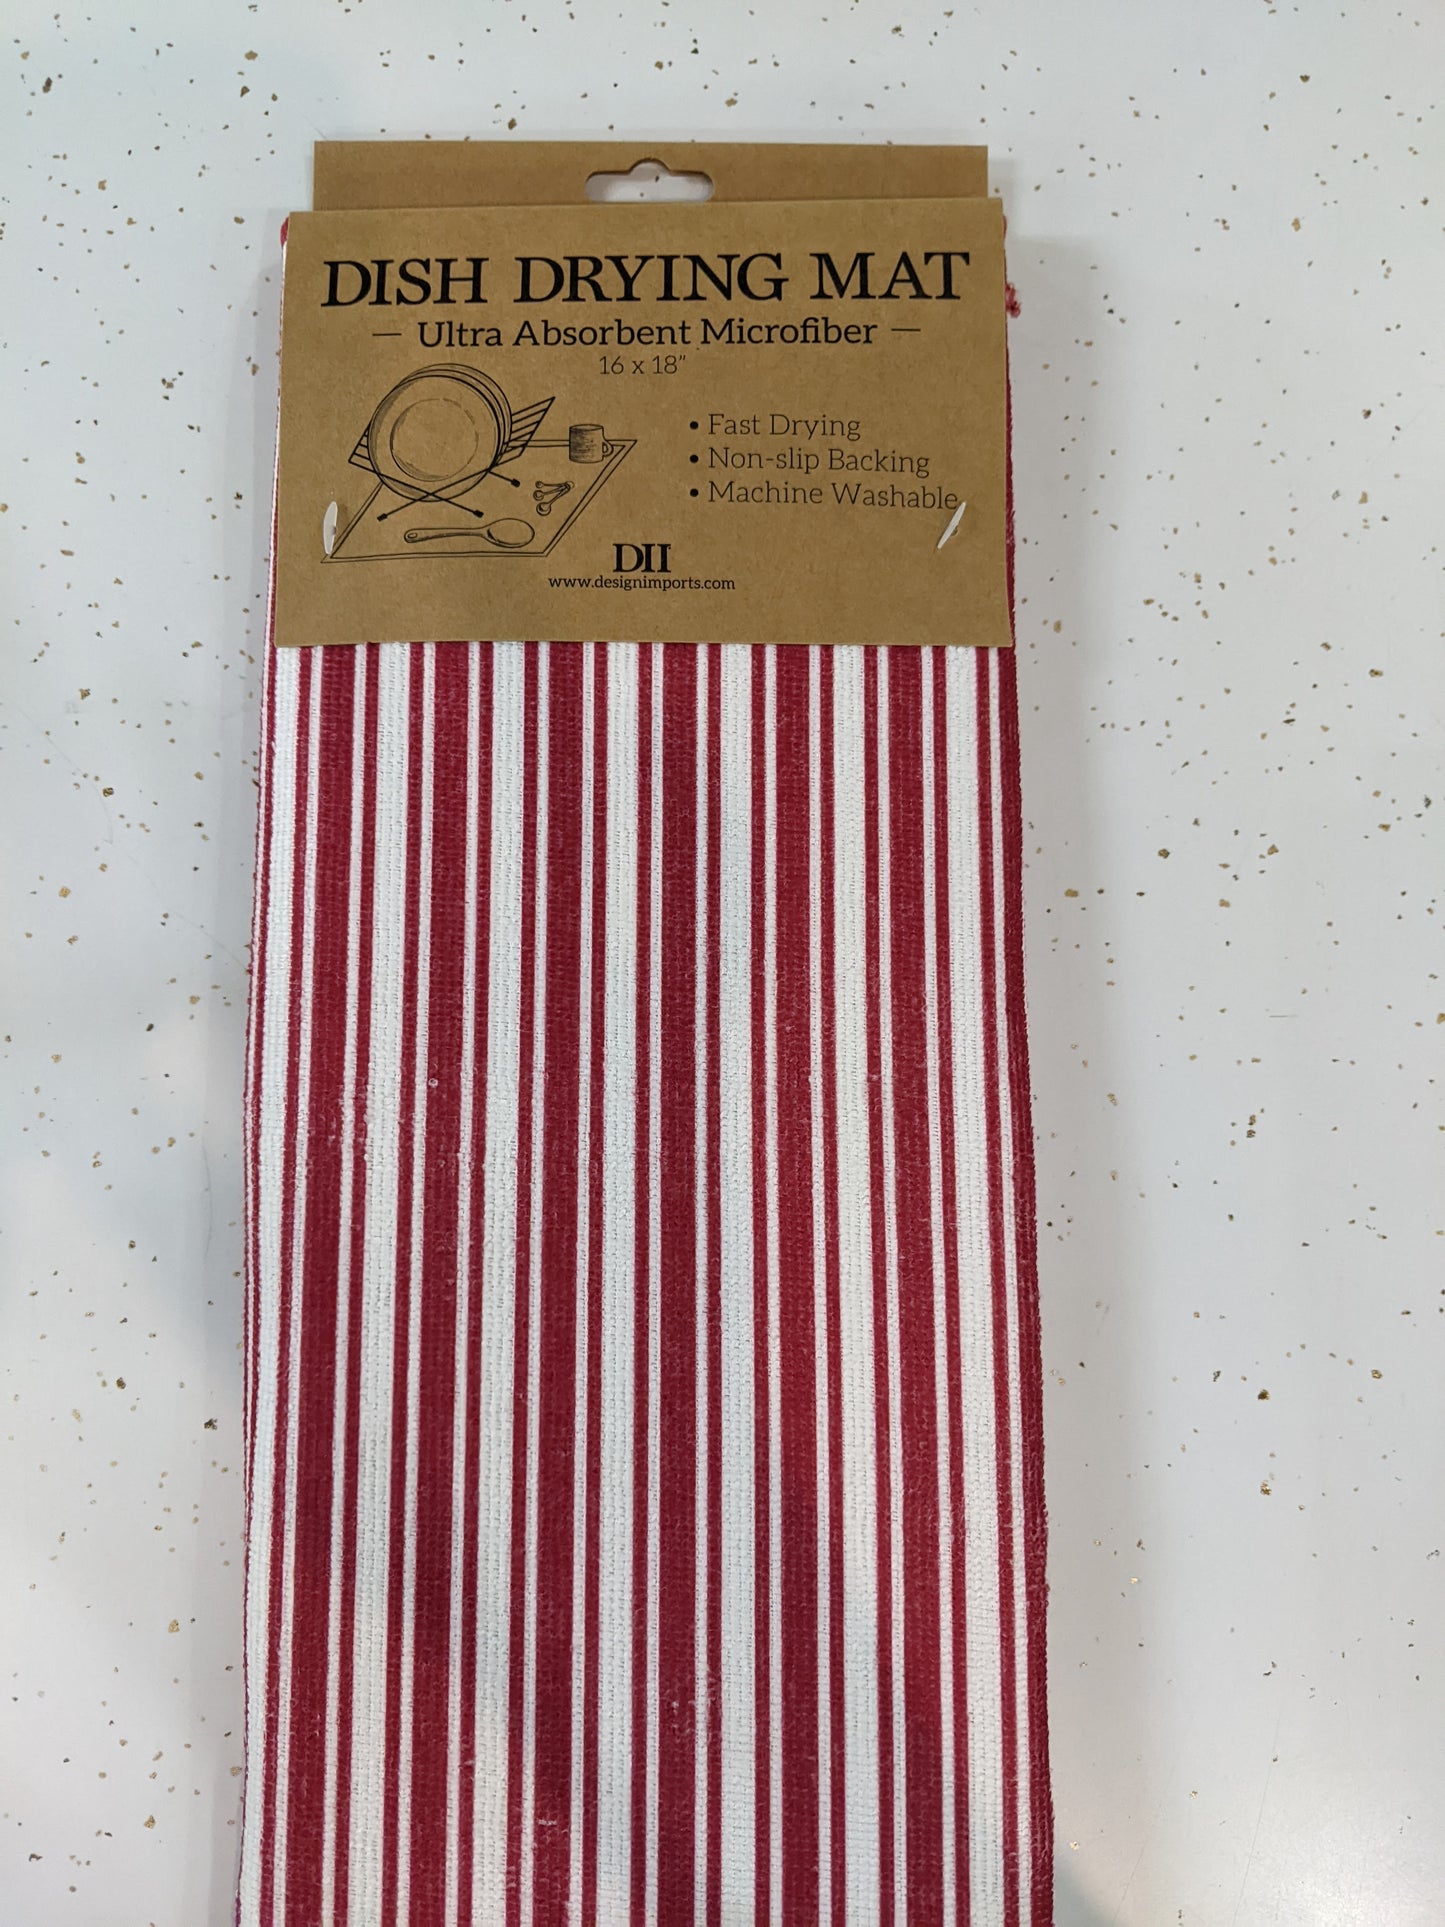 DISH DRYING MAT
— Ultra Absorbent Microfiber —
16 x 18"
• Fast Drying
• Non-slip Backing
• Machine Washable
DII
www.designimports.com